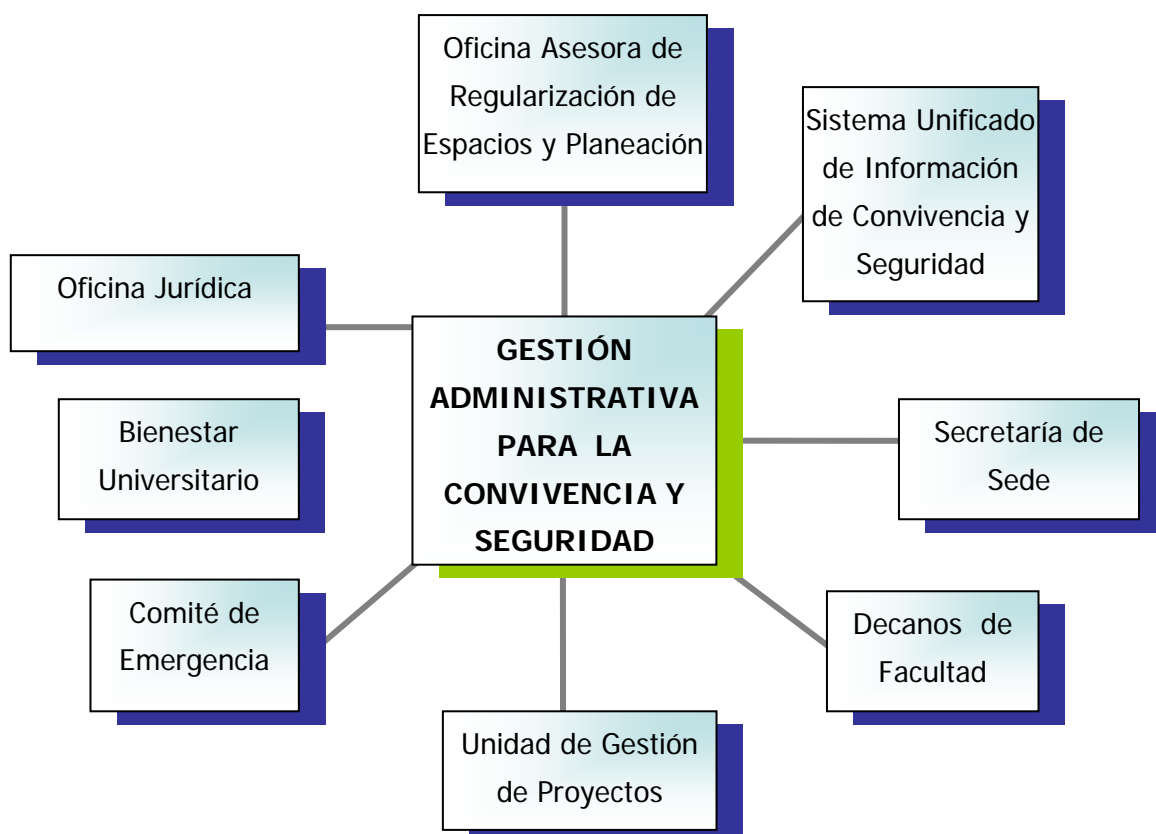 Oficina Asesora de
Regularización de
Espacios y Planeación
Sistema Unificado
de Información
de Convivencia y
Seguridad
Oficina Jurídica
GESTIÓN
ADMINISTRATIVA
PARA LA
CONVIVENCIA Y
SEGURIDAD
Bienestar
Universitario
Secretaría de
Sede
Comité de
Emergencia
Decanos de
Facultad
Unidad de Gestión
de Proyectos